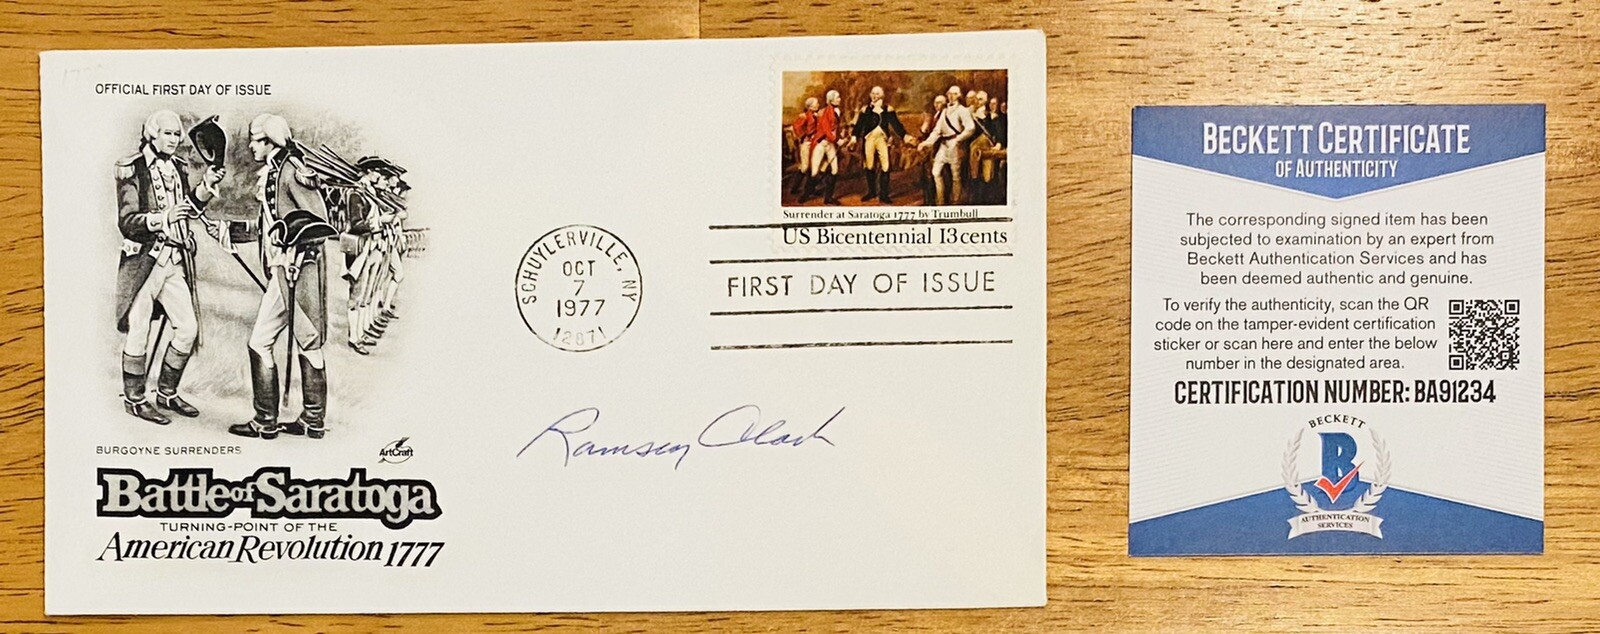 OFFICIAL FIRST DAY OF ISSUE
BURGOYNE SURRENDERS
ArtCraft
Battle of Saratoga
TURNING-POINT OF THE
American Revolution 1777
SCHUYLERVILLE, NY
OCT
7
1977
12871
Surrender at Saratoga 1777 by Trumbull
US Bicentennial 13 cents
FIRST DAY OF ISSUE
Ramsey Clark
BECKETT CERTIFICATE
OF AUTHENTICITY
The corresponding signed item has been
subjected to examination by an expert from
Beckett Authentication Services and has
been deemed authentic and genuine.
To verify the authenticity, scan the QR
code on the tamper-evident certification
sticker or scan here and enter the below
number in the designated area.
CERTIFICATION NUMBER: BA91234
BECKETT
B
AUTHENTICATION
SERVICES